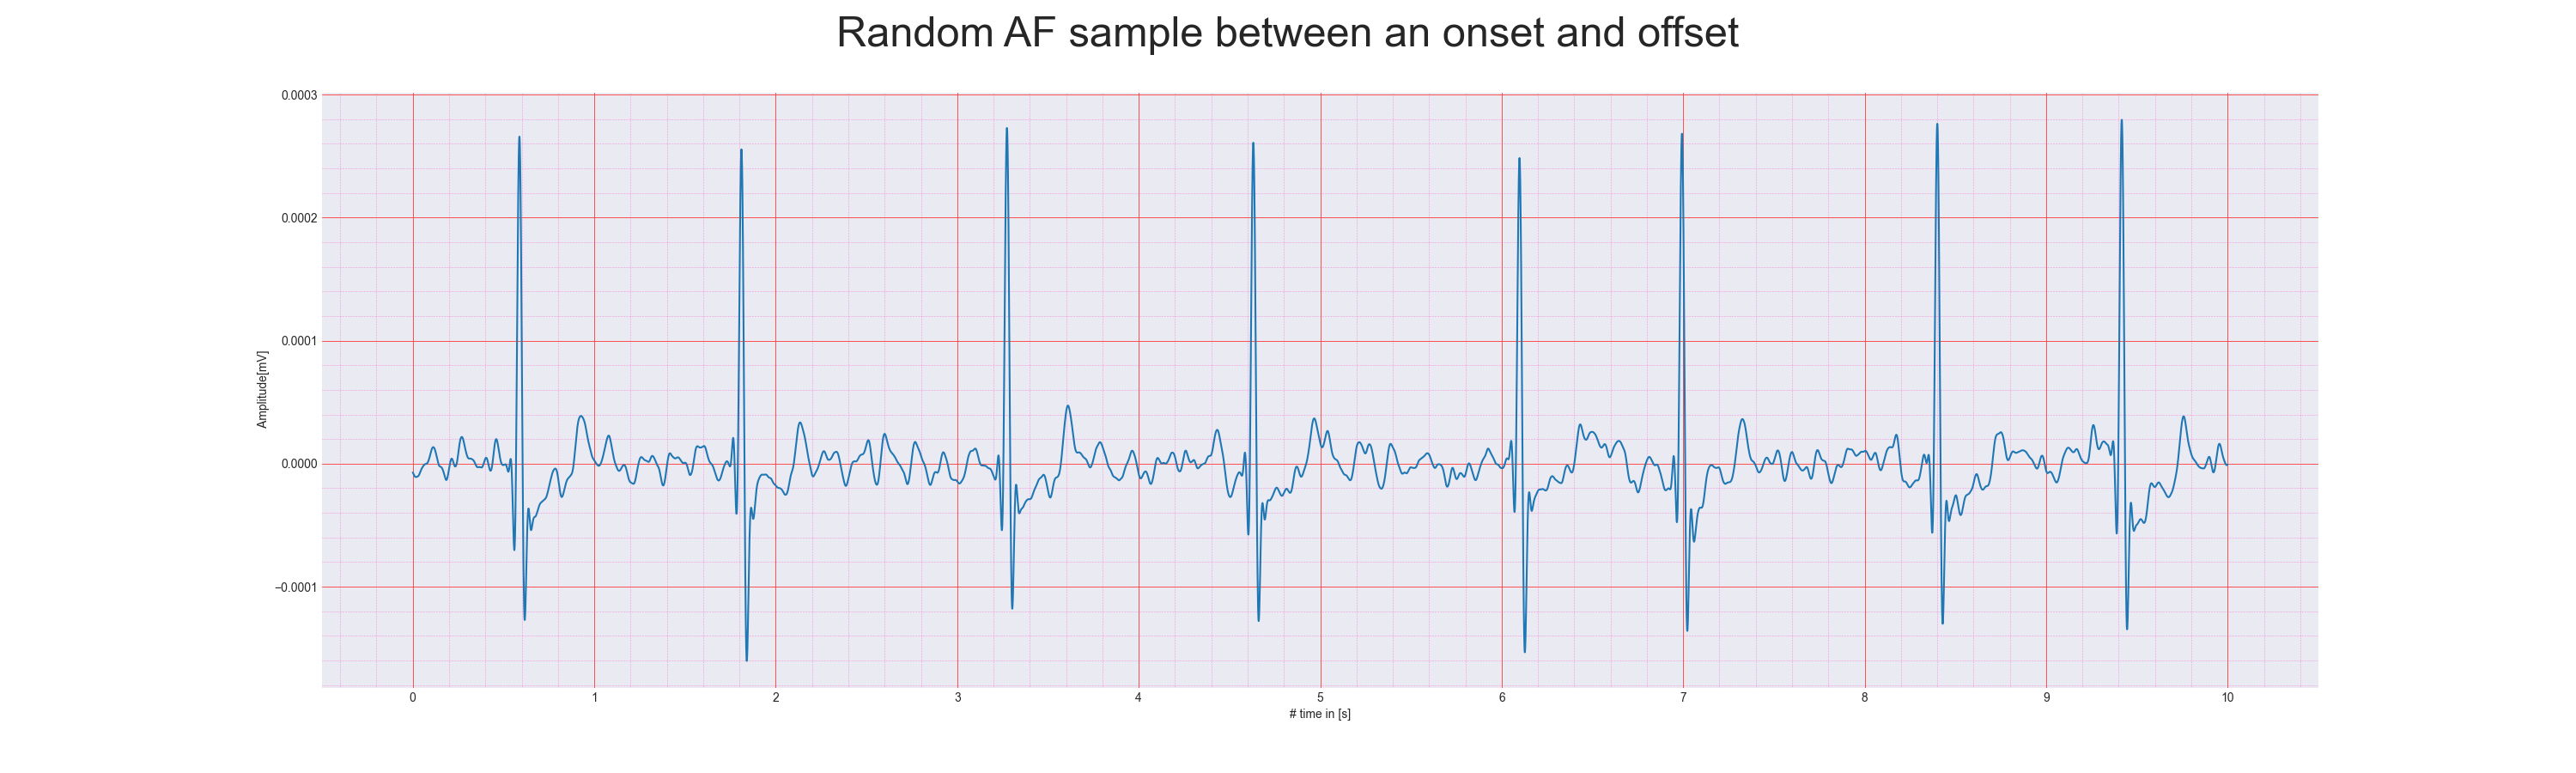 Random AF sample between an onset and offset
0.0003
0.0002
0.0001
0.0000
−0.0001
Amplitude[mV]
0 1 2 3 4 5 6 7 8 9 10
# time in [s]